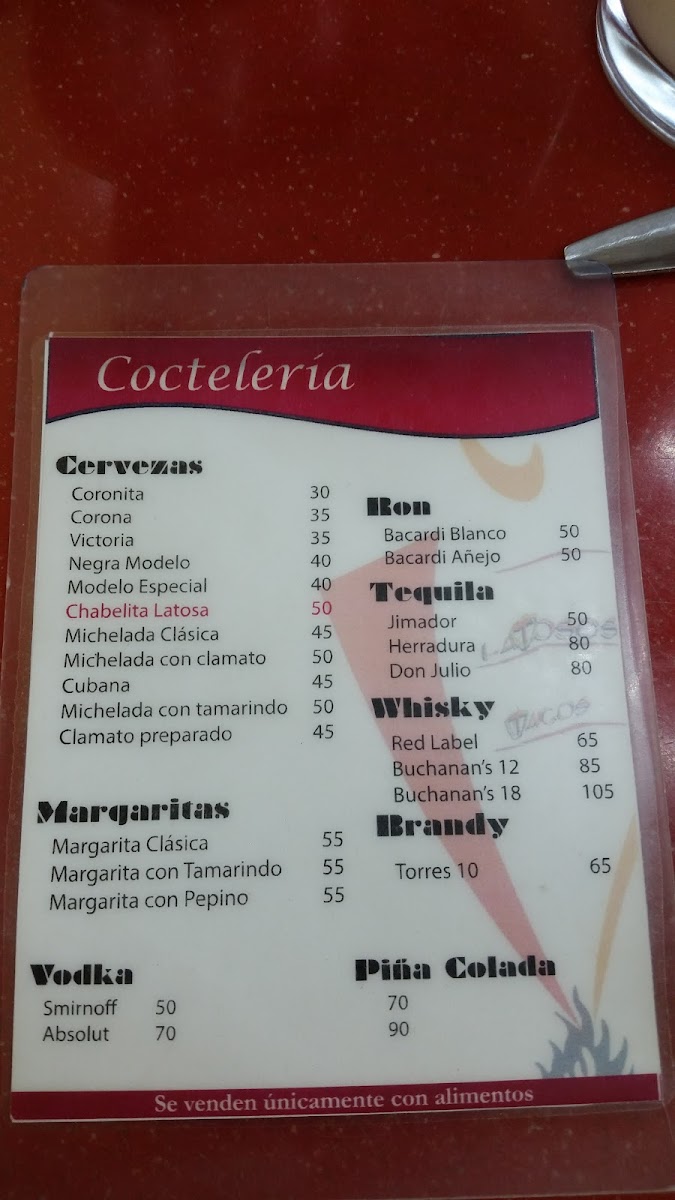 Coctelería
Cervezas
Coronita 30
Corona 35
Victoria 35
Negra Modelo 40
Modelo Especial 40
Chabelita Latosa 50
Michelada Clásica 45
Michelada con clamato 50
Cubana 45
Michelada con tamarindo 50
Clamato preparado 45
Margaritas
Margarita Clásica 55
Margarita con Tamarindo 55
Margarita con Pepino 55
Vodka
Smirnoff 50
Absolut 70
Ron
Bacardi Blanco 50
Bacardi Añejo 50
Tequila
Jimador 50
Herradura 80
Don Julio 80
LATOSOS
Whisky
TACOS
Red Label 65
Buchanan's 12 85
Buchanan's 18 105
Brandy
Torres 10 65
Piña Colada
70
90
Se venden únicamente con alimentos